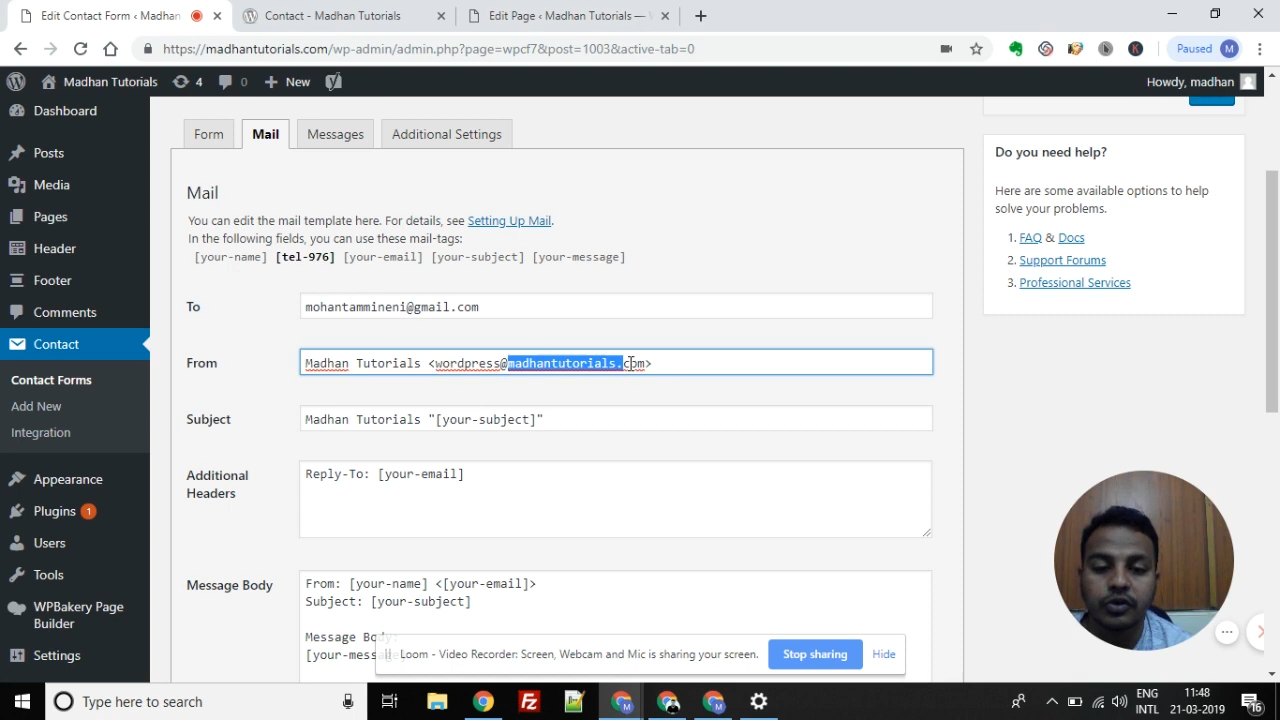 Edit Contact Form ‹ Madhan
Contact - Madhan Tutorials
Edit Page ‹ Madhan Tutorials —
https://madhantutorials.com/wp-admin/admin.php?page=wpcf7&post=1003&active-tab=0
Paused M
Madhan Tutorials 4 0 New
Howdy, madhan
Dashboard
Posts
Media
Pages
Header
Footer
Comments
Contact
Contact Forms
Add New
Integration
Appearance
Plugins 1
Users
Tools
WPBakery Page
Builder
Settings
Form Mail Messages Additional Settings
Mail
You can edit the mail template here. For details, see Setting Up Mail.
In the following fields, you can use these mail-tags:
[your-name] [tel-976] [your-email] [your-subject] [your-message]
To mohantammineni@gmail.com
From Madhan Tutorials <wordpress@madhantutorials.com>
Subject Madhan Tutorials "[your-subject]"
Additional
Headers
Reply-To: [your-email]
Message Body
From: [your-name] <[your-email]>
Subject: [your-subject]
Message Body:
[your-message
Do you need help?
Here are some available options to help
solve your problems.
1. FAQ & Docs
2. Support Forums
3. Professional Services
Loom - Video Recorder: Screen, Webcam and Mic is sharing your screen. Stop sharing Hide
Type here to search
ENG
INTL
11:48
21-03-2019
16